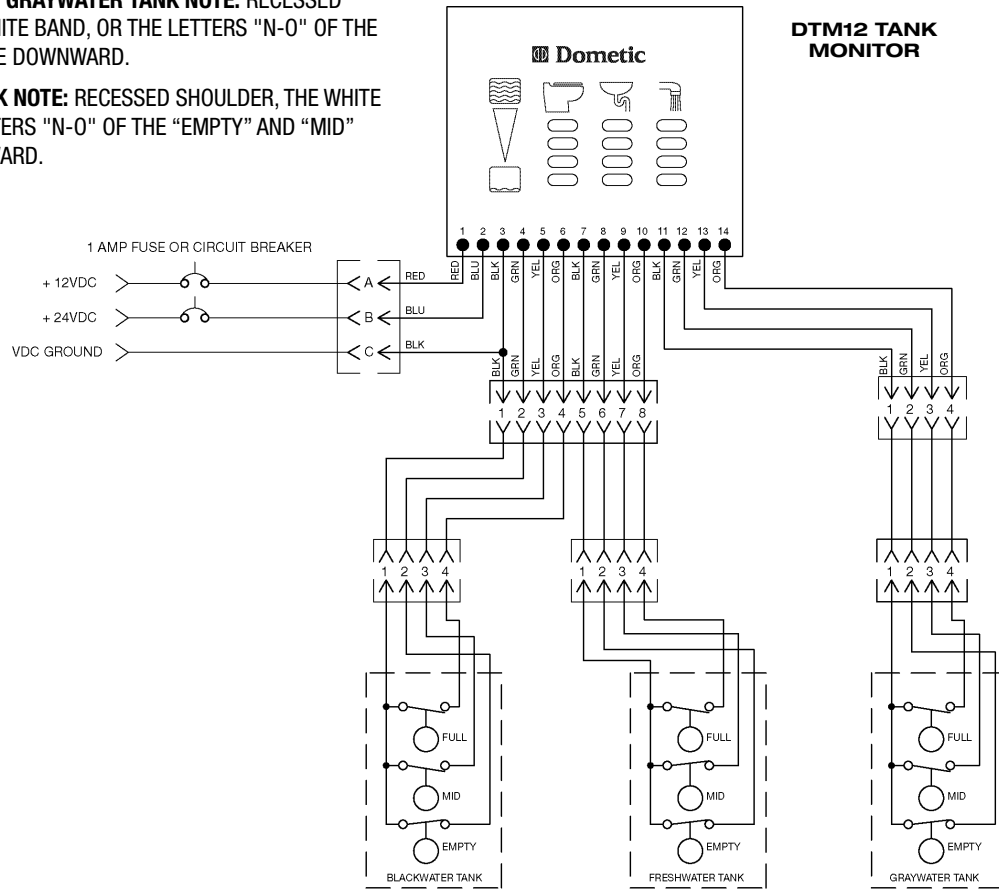 GRAYWATER TANK NOTE: RECESSED
BAND, OR THE LETTERS "N-O" OF THE
DOWNWARD.
NOTE: RECESSED SHOULDER, THE WHITE
"N-O" OF THE “EMPTY” AND “MID”
DTM12 TANK
MONITOR
Dometic
1 2 3 4 5 6 7 8 9 10 11 12 13 14
RED BLU BLK GRN YEL ORG BLK GRN YEL ORG BLK GRN YEL ORG
1 AMP FUSE OR CIRCUIT BREAKER
+ 12VDC A RED
+ 24VDC B BLU
VDC GROUND C BLK
BLK GRN YEL ORG BLK GRN YEL ORG
1 2 3 4 5 6 7 8
BLK GRN YEL ORG
1 2 3 4
1 2 3 4
1 2 3 4
1 2 3 4
FULL
MID
EMPTY
BLACKWATER TANK
FULL
MID
EMPTY
FRESHWATER TANK
FULL
MID
EMPTY
GRAYWATER TANK